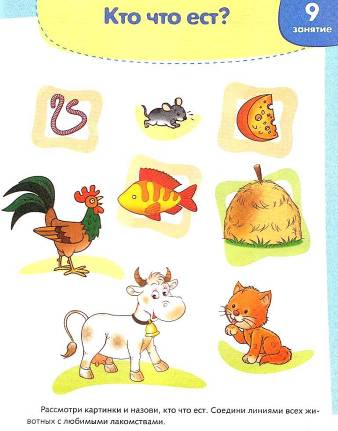 Кто что ест?
9
занятие
Рассмотри картинки и назови, кто что ест. Соедини линиями всех жи-
вотных с любимыми лакомствами.